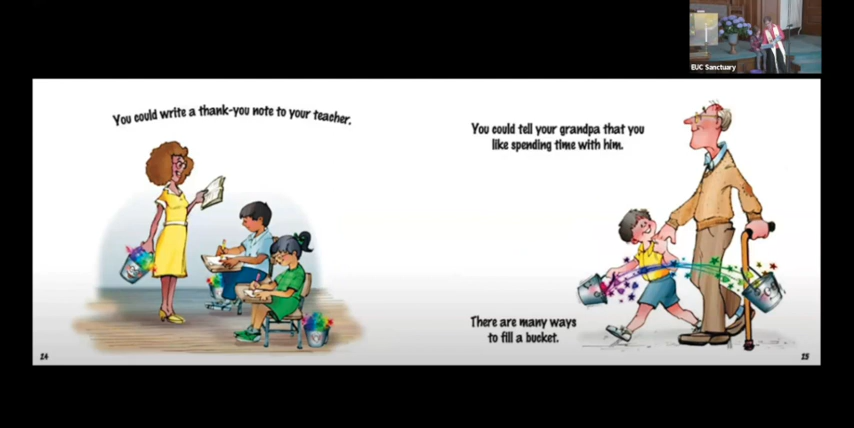 EUC Sanctuary
You could write a thank-you note to your teacher.
You could tell your grandpa that you
like spending time with him.
There are many ways
to fill a bucket.
24
25